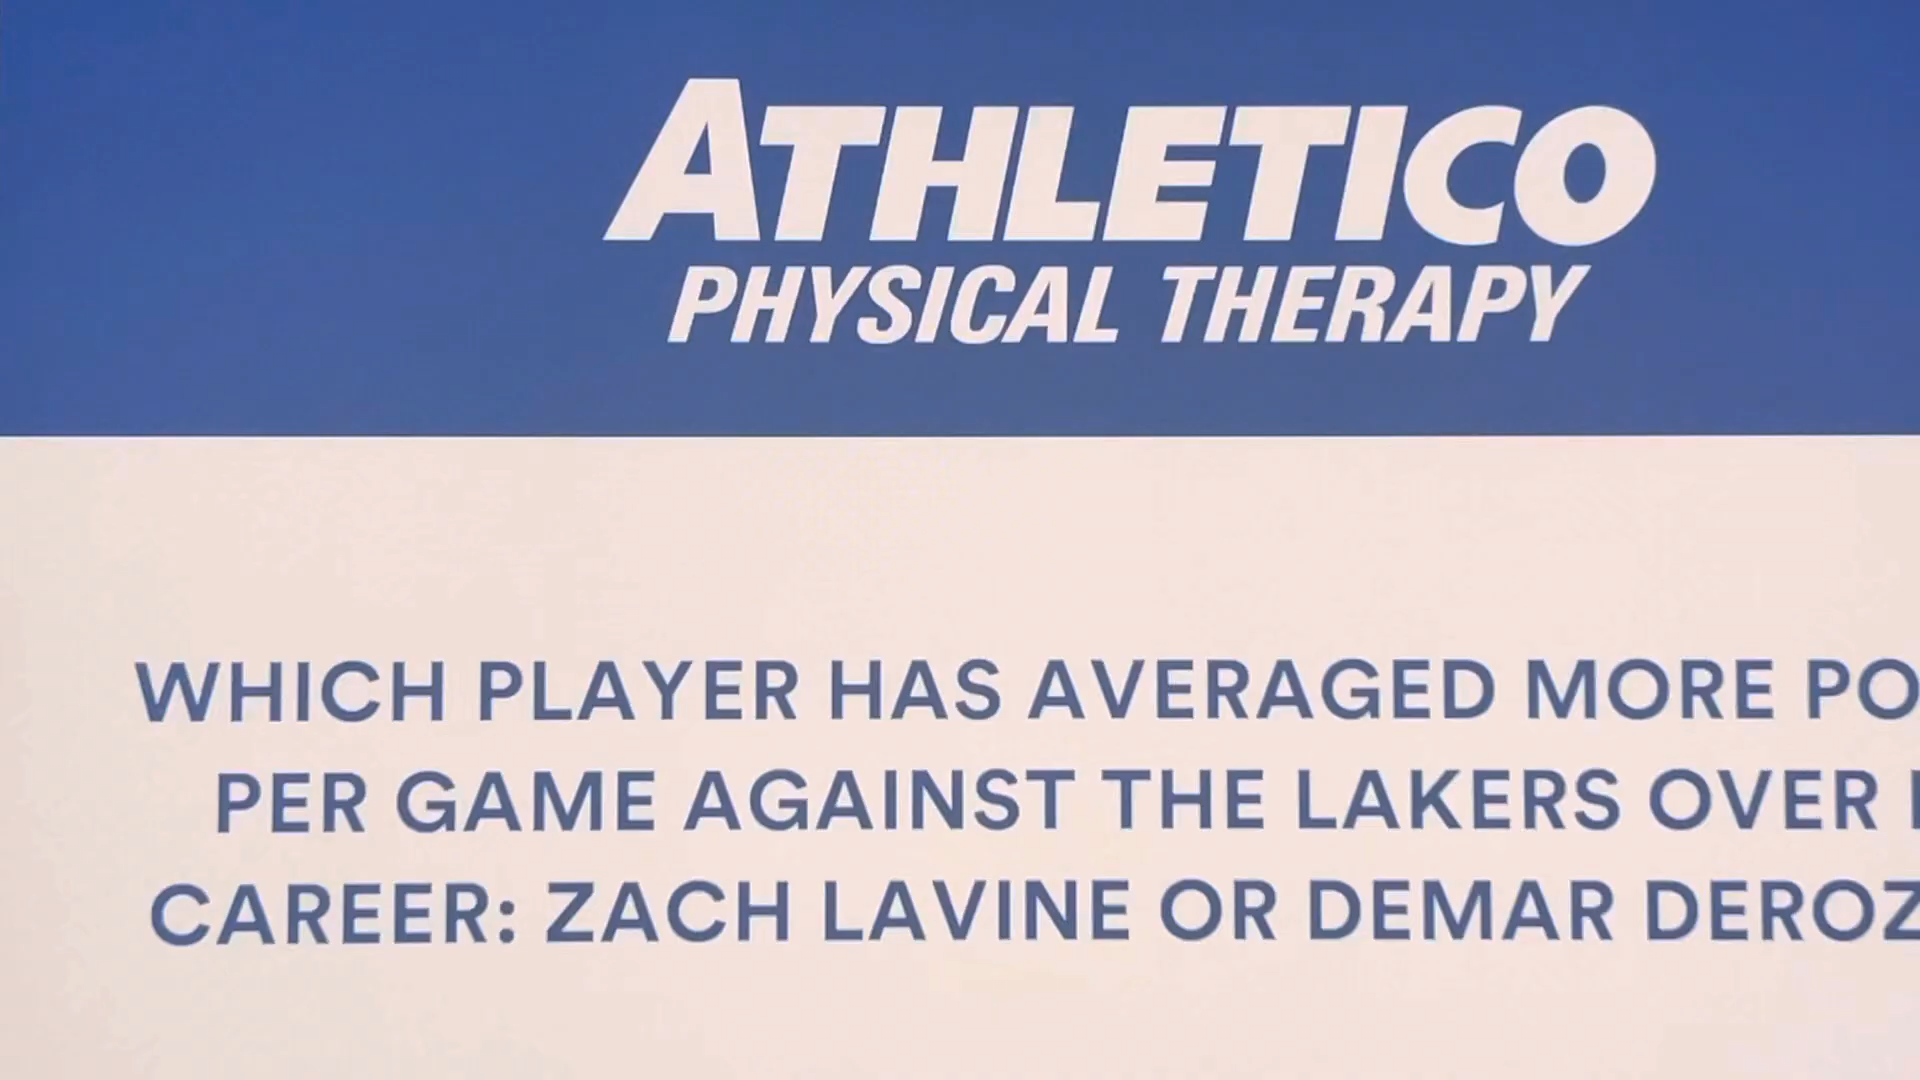 ATHLETICO
PHYSICAL THERAPY
WHICH PLAYER HAS AVERAGED MORE PO
PER GAME AGAINST THE LAKERS OVER
CAREER: ZACH LAVINE OR DEMAR DEROZ